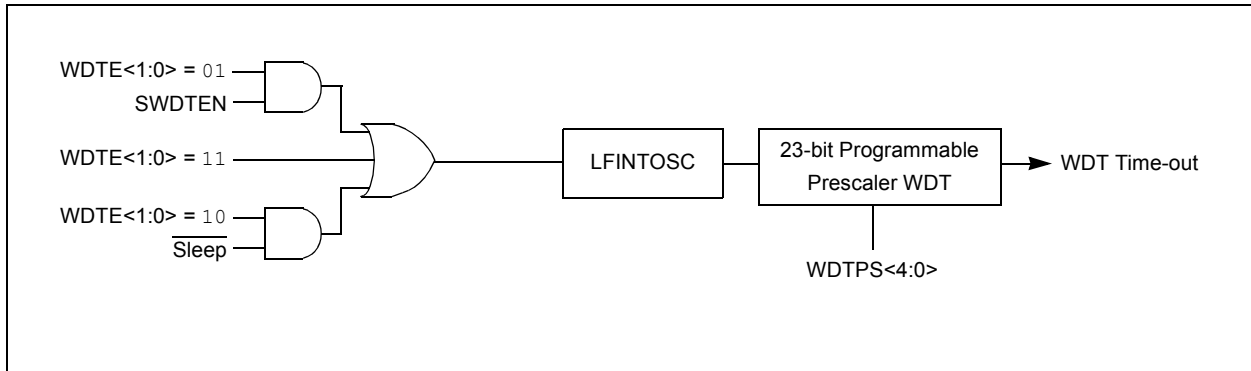 WDTE<1:0> = 01
SWDTEN
WDTE<1:0> = 11
WDTE<1:0> = 10
Sleep
LFINTOSC
23-bit Programmable
Prescaler WDT
WDT Time-out
WDTPS<4:0>